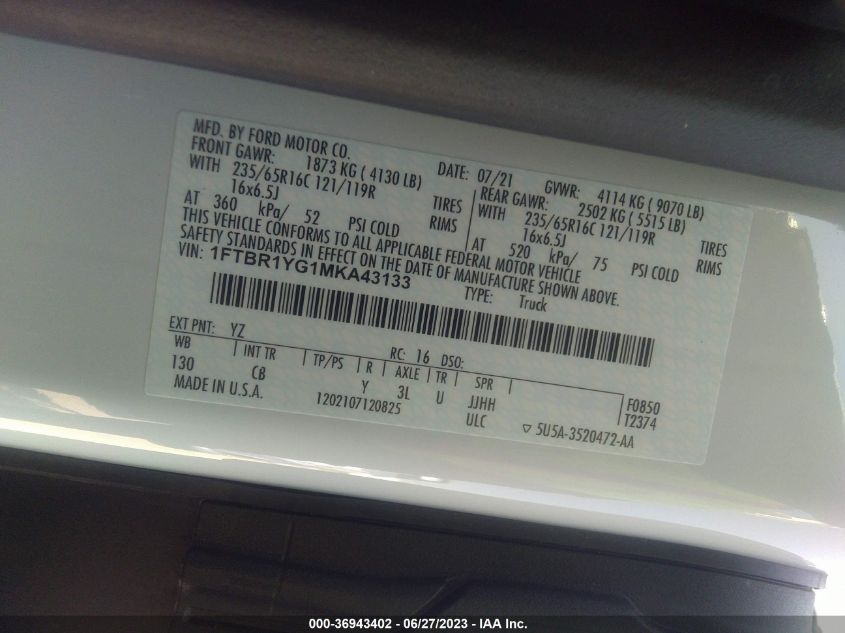 MFD. BY FORD MOTOR CO.
DATE: 07/21 GVWR: 4114 KG ( 9070 LB)
FRONT GAWR: 1873 KG ( 4130 LB)
WITH 235/65R16C 121/119R TIRES
16x6.5J RIMS
AT 360 kPa/ 52 PSI COLD
REAR GAWR: 2502 KG ( 5515 LB)
WITH 235/65R16C 121/119R TIRES
16x6.5J RIMS
AT 520 kPa/ 75 PSI COLD
THIS VEHICLE CONFORMS TO ALL APPLICABLE FEDERAL MOTOR VEHICLE
SAFETY STANDARDS IN EFFECT ON THE DATE OF MANUFACTURE SHOWN ABOVE.
VIN: 1FTBR1YG1MKA43133
TYPE: Truck
EXT PNT: YZ RC: 16 DSO:
WB | INT TR | TP/PS | R | AXLE | TR | SPR |
130 CB Y 3L U JJHH
ULC
F0850
T2374
MADE IN U.S.A. 1202107120825
▽ 5U5A-3520472-AA
000-36943402 - 06/27/2023 - IAA Inc.